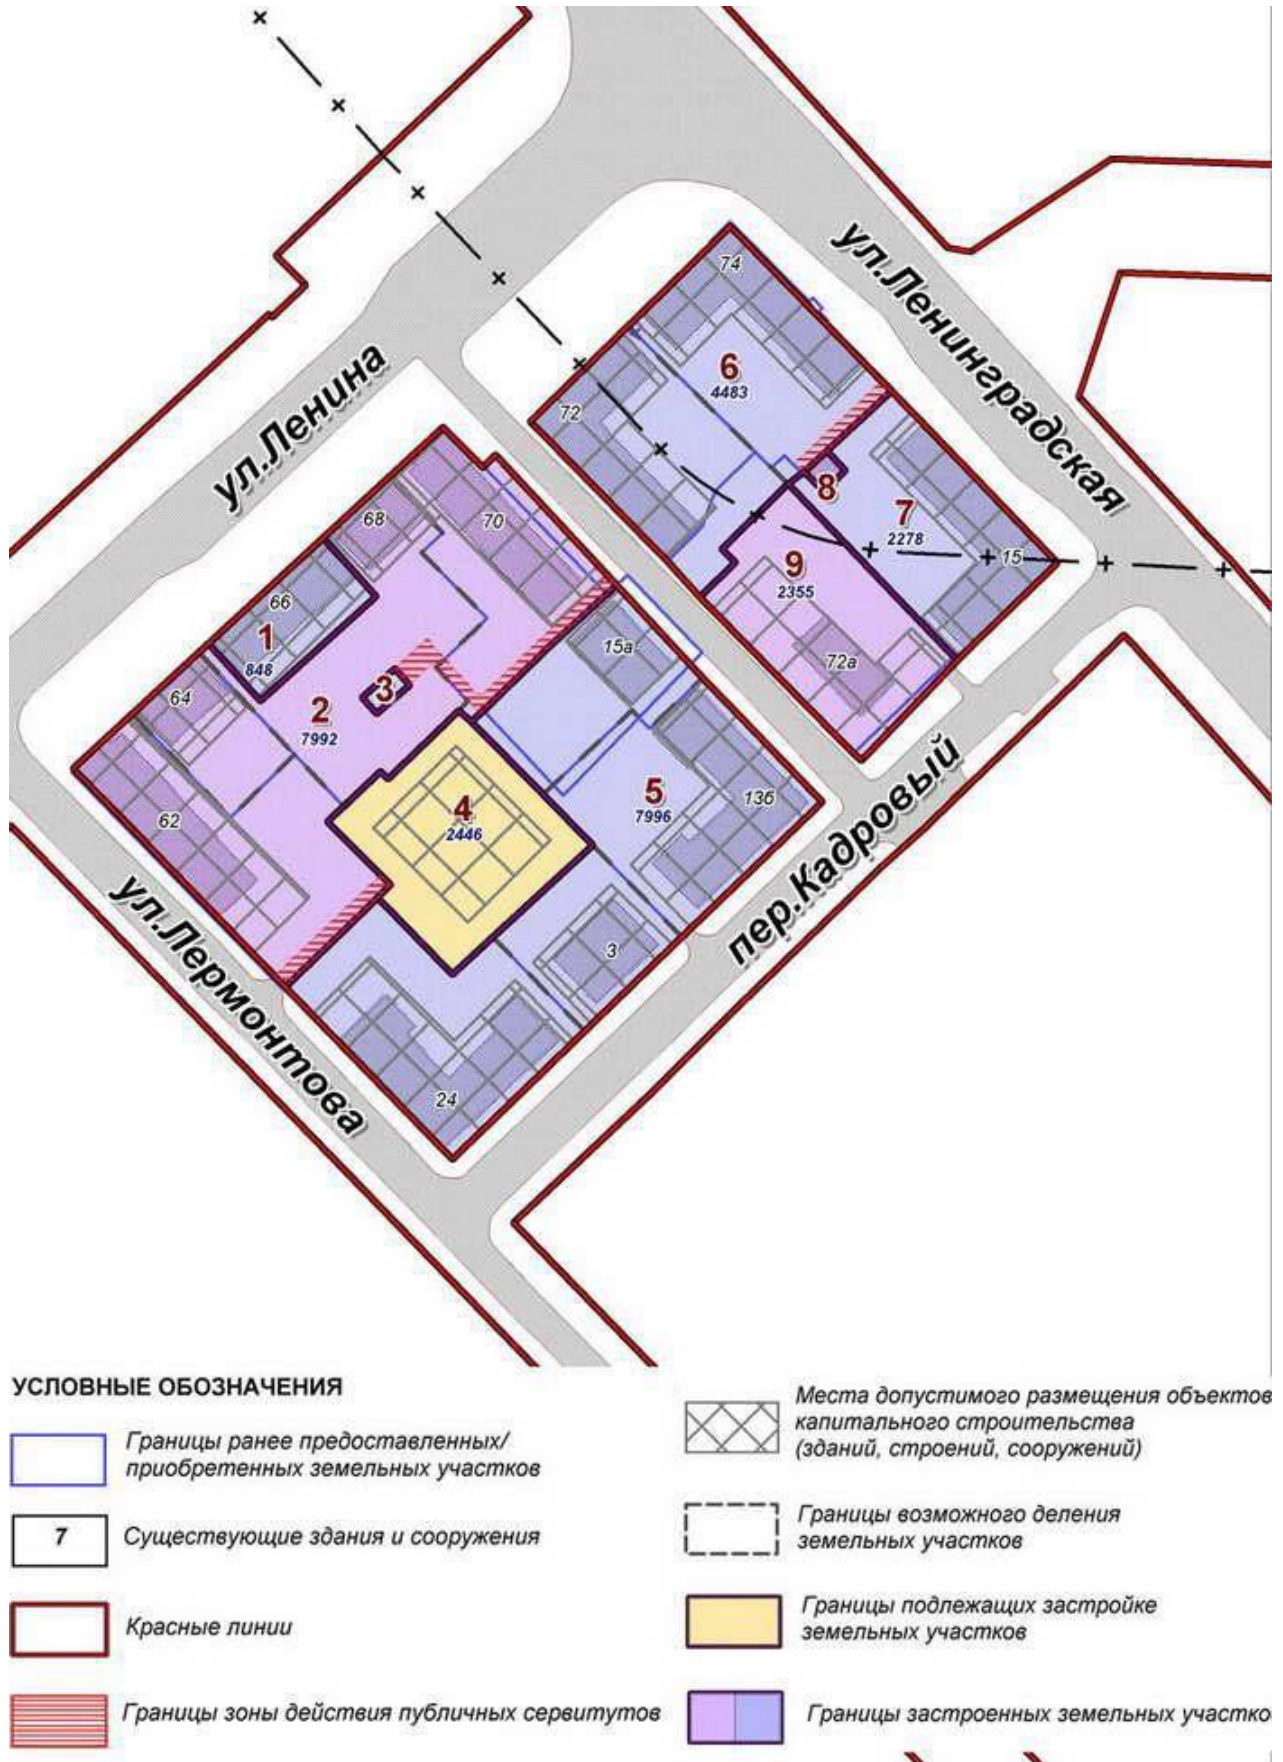 ул.Ленинградская
ул.Ленина
ул.Лермонтова
пер.Кадровый
74
6
4483
72
8
7
2278
15
9
2355
72а
70
68
66
1
848
64
2
7992
3
62
15а
4
2446
5
7996
13б
3
24
УСЛОВНЫЕ ОБОЗНАЧЕНИЯ
Границы ранее предоставленных/
приобретенных земельных участков
7
Существующие здания и сооружения
Красные линии
Границы зоны действия публичных сервитутов
Места допустимого размещения объектов
капитального строительства
(зданий, строений, сооружений)
Границы возможного деления
земельных участков
Границы подлежащих застройке
земельных участков
Границы застроенных земельных участко